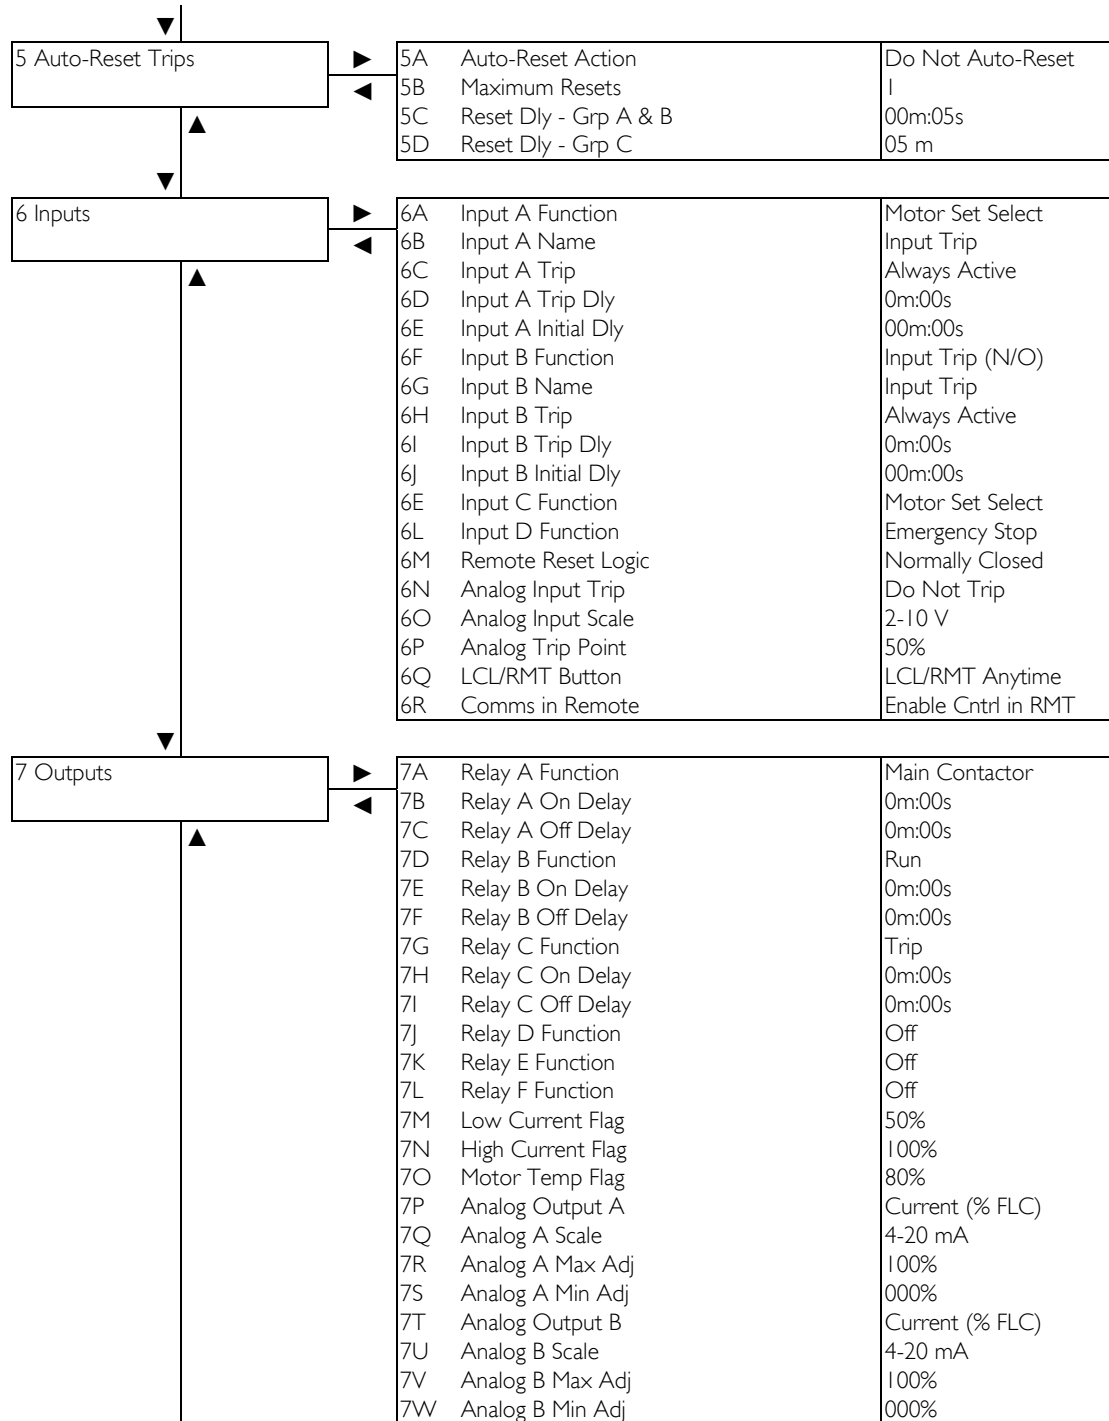 5 Auto-Reset Trips
5A Auto-Reset Action Do Not Auto-Reset
5B Maximum Resets 1
5C Reset Dly - Grp A & B 00m:05s
5D Reset Dly - Grp C 05 m
6 Inputs
6A Input A Function Motor Set Select
6B Input A Name Input Trip
6C Input A Trip Always Active
6D Input A Trip Dly 0m:00s
6E Input A Initial Dly 00m:00s
6F Input B Function Input Trip (N/O)
6G Input B Name Input Trip
6H Input B Trip Always Active
6I Input B Trip Dly 0m:00s
6J Input B Initial Dly 00m:00s
6E Input C Function Motor Set Select
6L Input D Function Emergency Stop
6M Remote Reset Logic Normally Closed
6N Analog Input Trip Do Not Trip
6O Analog Input Scale 2-10 V
6P Analog Trip Point 50%
6Q LCL/RMT Button LCL/RMT Anytime
6R Comms in Remote Enable Cntrl in RMT
7 Outputs
7A Relay A Function Main Contactor
7B Relay A On Delay 0m:00s
7C Relay A Off Delay 0m:00s
7D Relay B Function Run
7E Relay B On Delay 0m:00s
7F Relay B Off Delay 0m:00s
7G Relay C Function Trip
7H Relay C On Delay 0m:00s
7I Relay C Off Delay 0m:00s
7J Relay D Function Off
7K Relay E Function Off
7L Relay F Function Off
7M Low Current Flag 50%
7N High Current Flag 100%
7O Motor Temp Flag 80%
7P Analog Output A Current (% FLC)
7Q Analog A Scale 4-20 mA
7R Analog A Max Adj 100%
7S Analog A Min Adj 000%
7T Analog Output B Current (% FLC)
7U Analog B Scale 4-20 mA
7V Analog B Max Adj 100%
7W Analog B Min Adj 000%